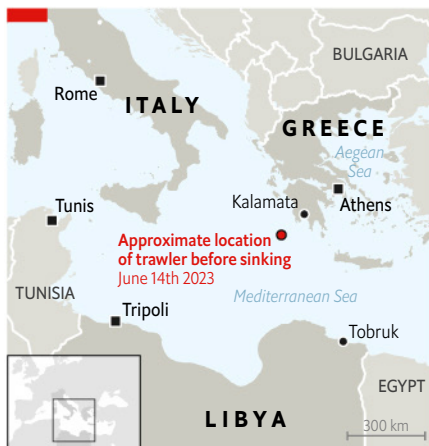 BULGARIA
Rome
ITALY
GREECE
Aegean
Sea
Kalamata
Athens
Tunis
Approximate location
of trawler before sinking
June 14th 2023
Mediterranean Sea
TUNISIA
Tripoli
Tobruk
EGYPT
LIBYA
300 km